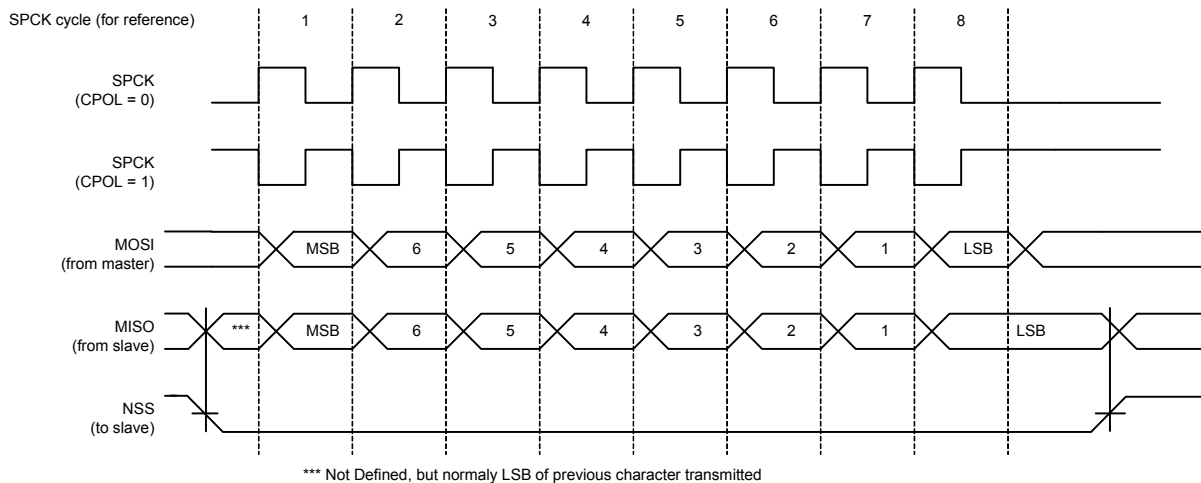 SPCK cycle (for reference) 1 2 3 4 5 6 7 8
SPCK
(CPOL = 0)
SPCK
(CPOL = 1)
MOSI
(from master)
MSB 6 5 4 3 2 1 LSB
MISO
(from slave)
*** MSB 6 5 4 3 2 1 LSB
NSS
(to slave)
*** Not Defined, but normaly LSB of previous character transmitted